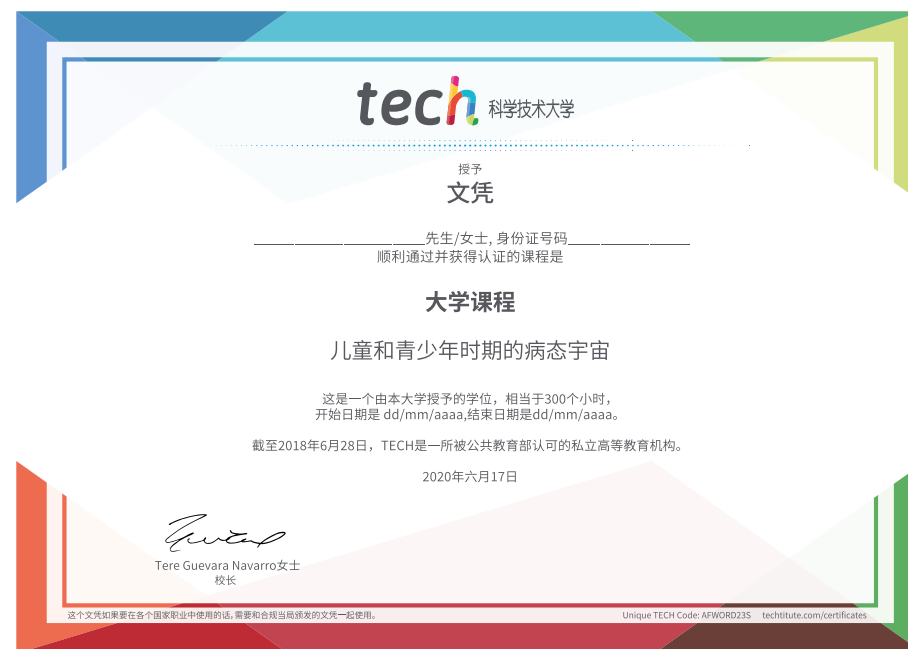 tech 科学技术大学
授予
文凭
________________________先生/女士, 身份证号码________________
顺利通过并获得认证的课程是
大学课程
儿童和青少年时期的病态宇宙
这是一个由本大学授予的学位，相当于300个小时，
开始日期是 dd/mm/aaaa,结束日期是dd/mm/aaaa。
截至2018年6月28日，TECH是一所被公共教育部认可的私立高等教育机构。
2020年六月17日
Tere Guevara Navarro女士
校长
这个文凭如果要在各个国家职业中使用的话,需要和合规当局颁发的文凭一起使用。
Unique TECH Code: AFWORD23S techtitute.com/certificates